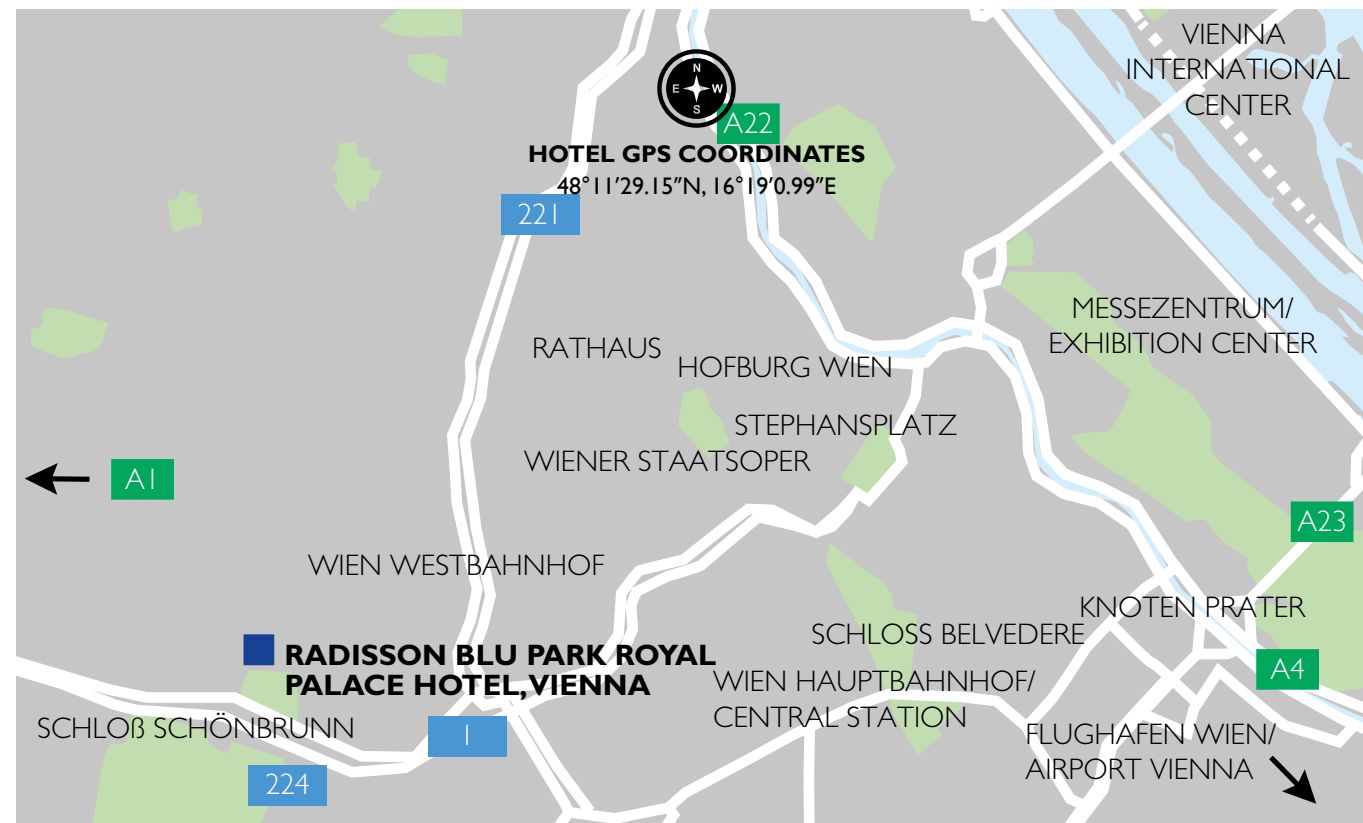 VIENNA
INTERNATIONAL
CENTER
N
E W
S
A22
HOTEL GPS COORDINATES
48°11’29.15”N, 16°19’0.99”E
221
MESSEZENTRUM/
EXHIBITION CENTER
RATHAUS
HOFBURG WIEN
STEPHANSPLATZ
WIENER STAATSOPER
A1
A23
WIEN WESTBAHNHOF
KNOTEN PRATER
SCHLOSS BELVEDERE
RADISSON BLU PARK ROYAL
PALACE HOTEL, VIENNA
A4
WIEN HAUPTBAHNHOF/
CENTRAL STATION
SCHLOß SCHÖNBRUNN
1
FLUGHAFEN WIEN/
AIRPORT VIENNA
224